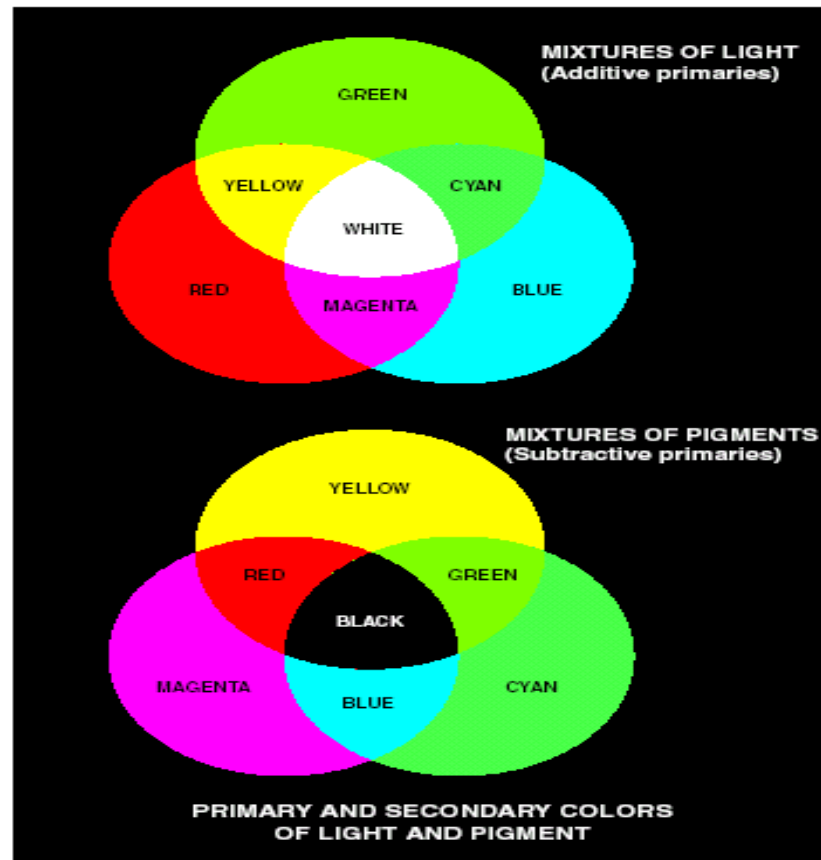 MIXTURES OF LIGHT
(Additive primaries)
GREEN
YELLOW
CYAN
WHITE
RED
BLUE
MAGENTA
MIXTURES OF PIGMENTS
(Subtractive primaries)
YELLOW
RED
GREEN
BLACK
MAGENTA
CYAN
BLUE
PRIMARY AND SECONDARY COLORS
OF LIGHT AND PIGMENT